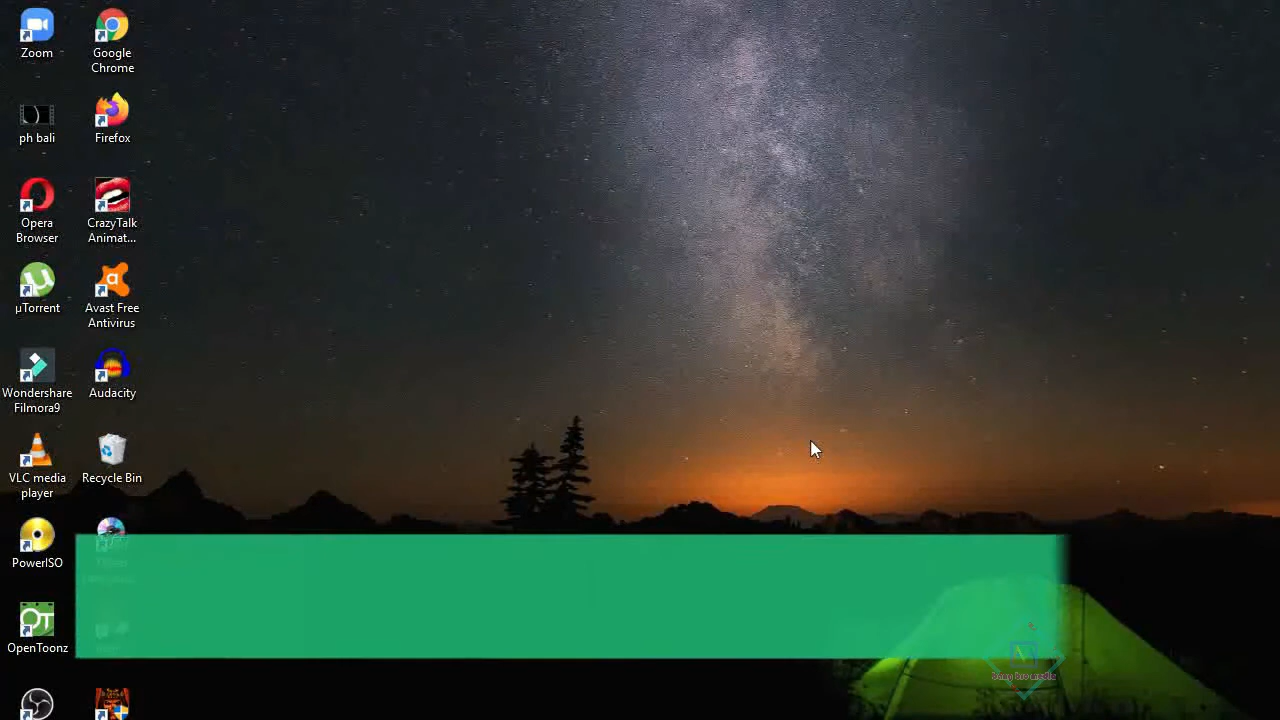 Zoom
Google
Chrome
ph bali
Firefox
Opera
Browser
CrazyTalk
Animat...
µTorrent
Avast Free
Antivirus
Wondershare
Filmora9
Audacity
VLC media
player
Recycle Bin
PowerISO
OpenToonz